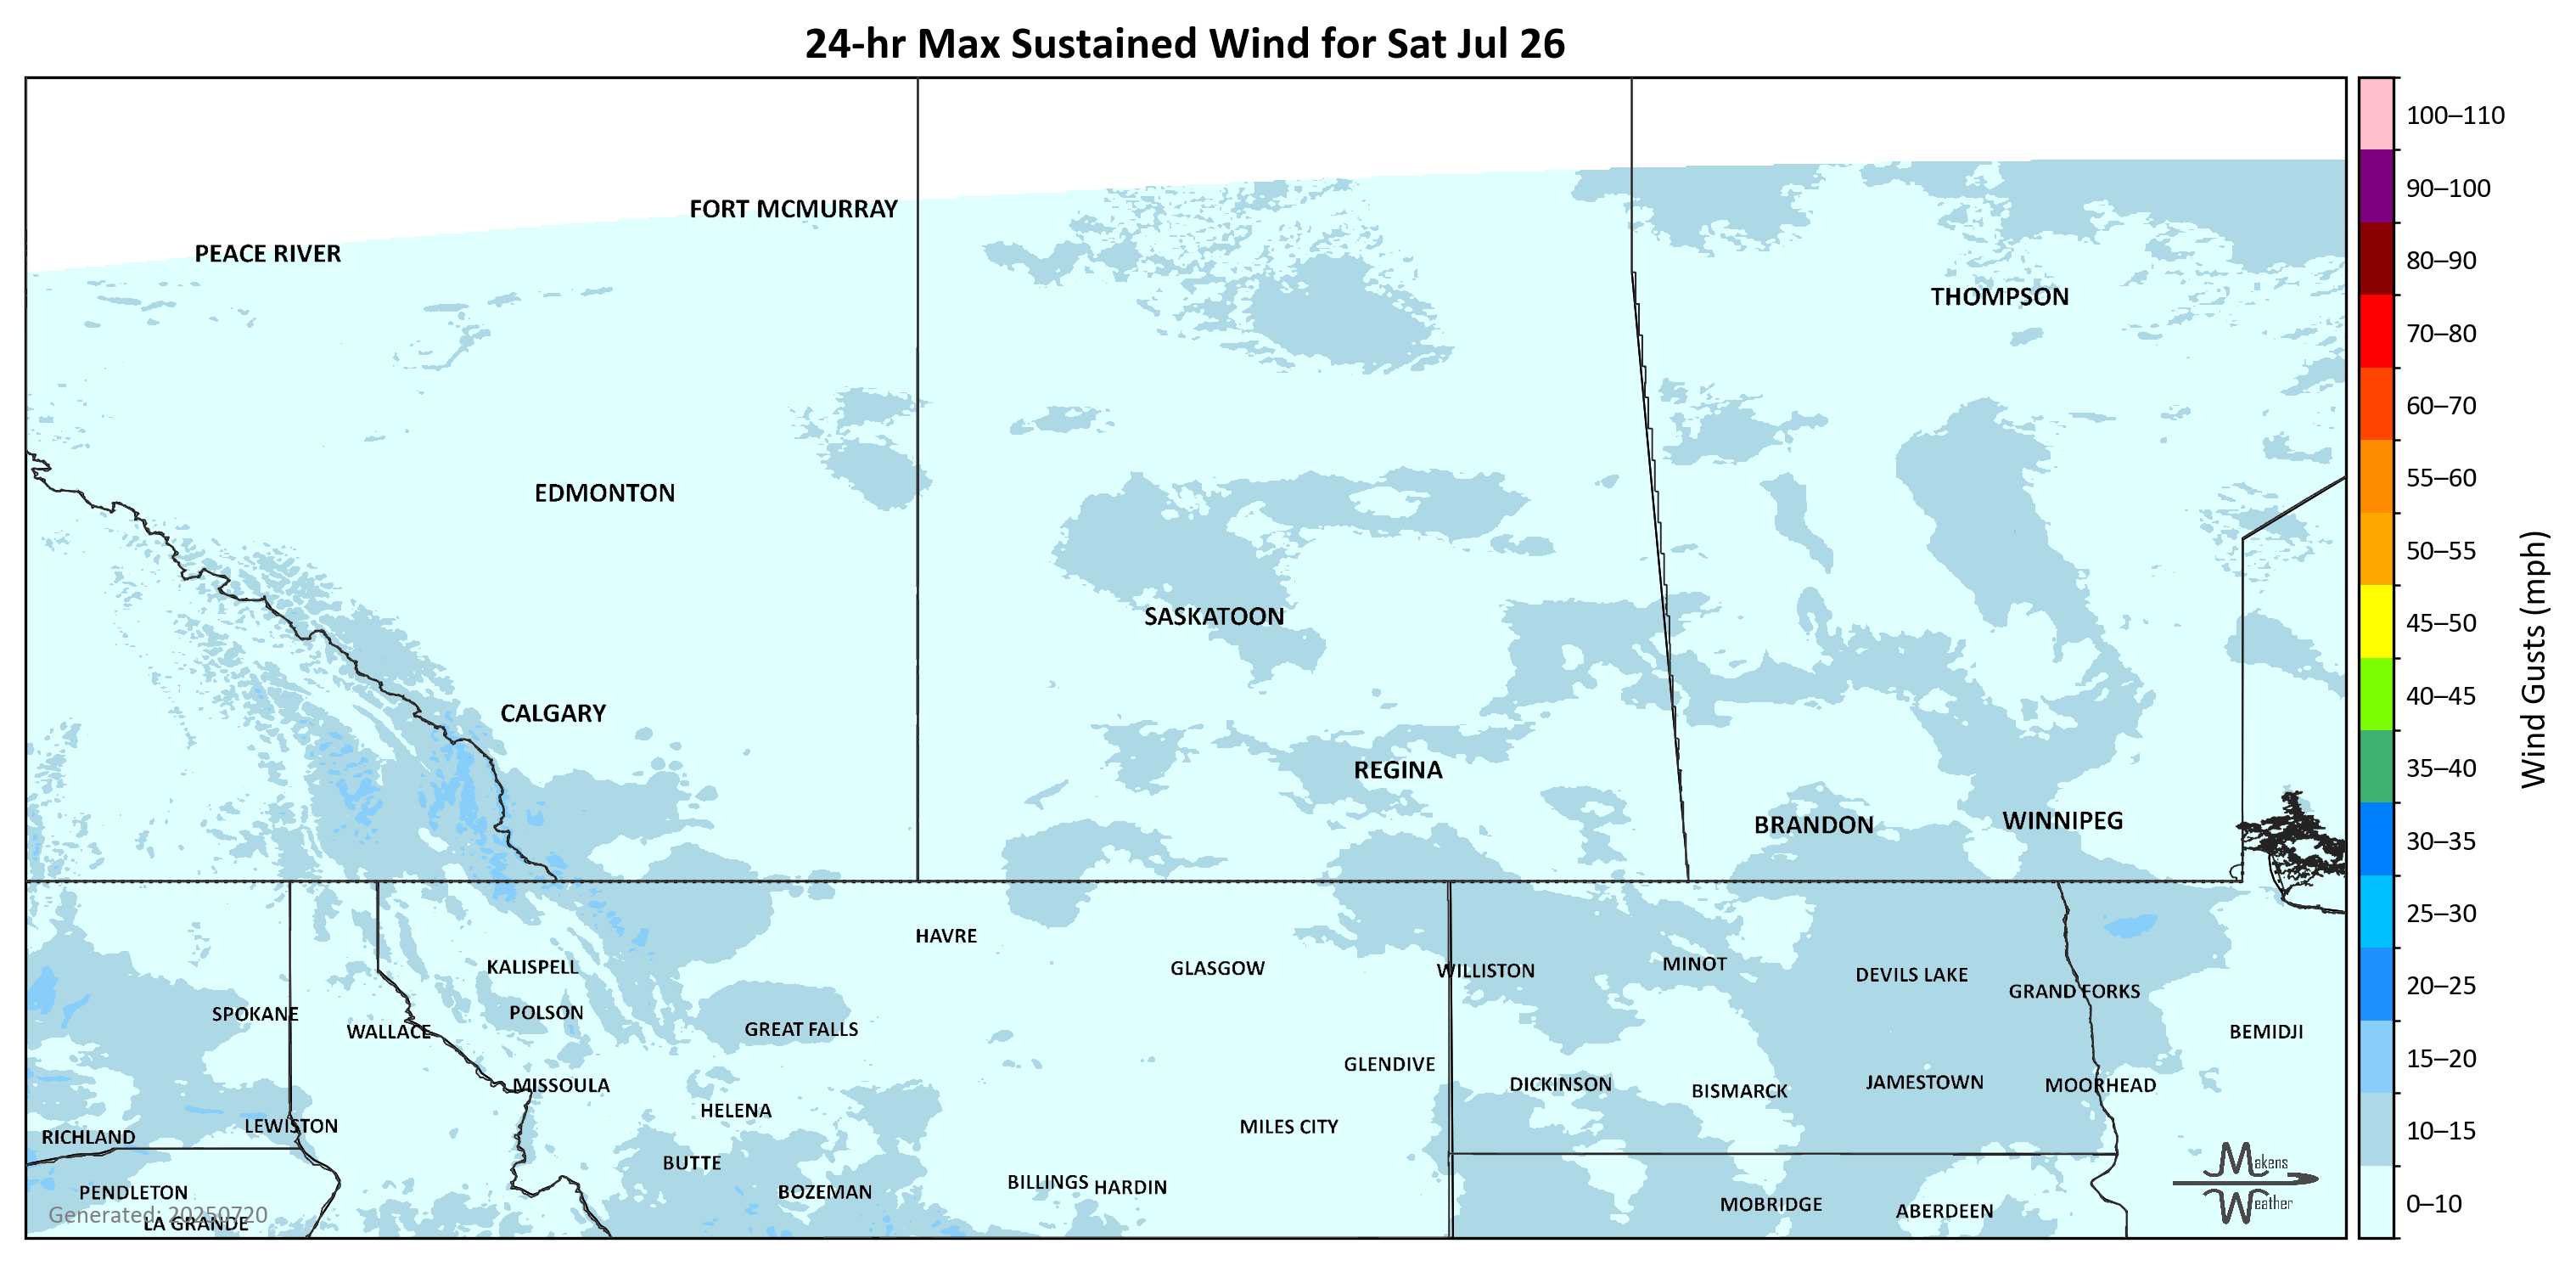 24-hr Max Sustained Wind for Sat Jul 26
100–110
FORT MCMURRAY
90–100
PEACE RIVER
80–90
THOMPSON
70–80
60–70
EDMONTON
55–60
50–55
SASKATOON
45–50
Wind Gusts (mph)
CALGARY
40–45
REGINA
35–40
BRANDON
WINNIPEG
30–35
HAVRE
25–30
KALISPELL
GLASGOW
WILLISTON
MINOT
DEVILS LAKE
GRAND FORKS
20–25
SPOKANE
POLSON
WALLACE
GREAT FALLS
BEMIDJI
15–20
GLENDIVE
MISSOULA
DICKINSON
BISMARCK
JAMESTOWN
MOORHEAD
HELENA
LEWISTON
MILES CITY
RICHLAND
10–15
BUTTE
Makens
Weather
PENDLETON
BOZEMAN
BILLINGS
HARDIN
MOBRIDGE
ABERDEEN
0–10
Generated: 20250720
LA GRANDE